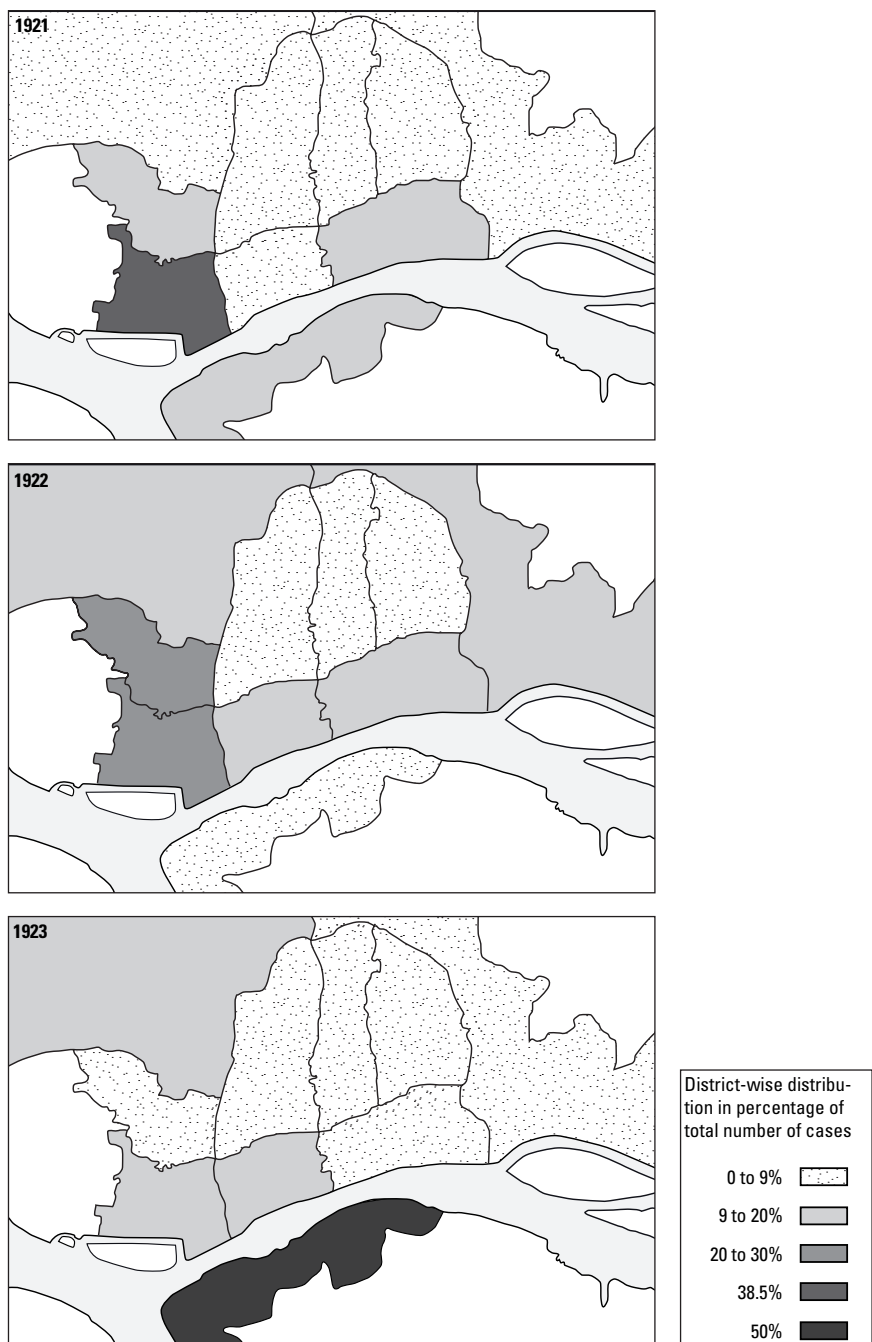 1921
1922
1923
District-wise distribu-
tion in percentage of
total number of cases
0 to 9%
9 to 20%
20 to 30%
38.5%
50%